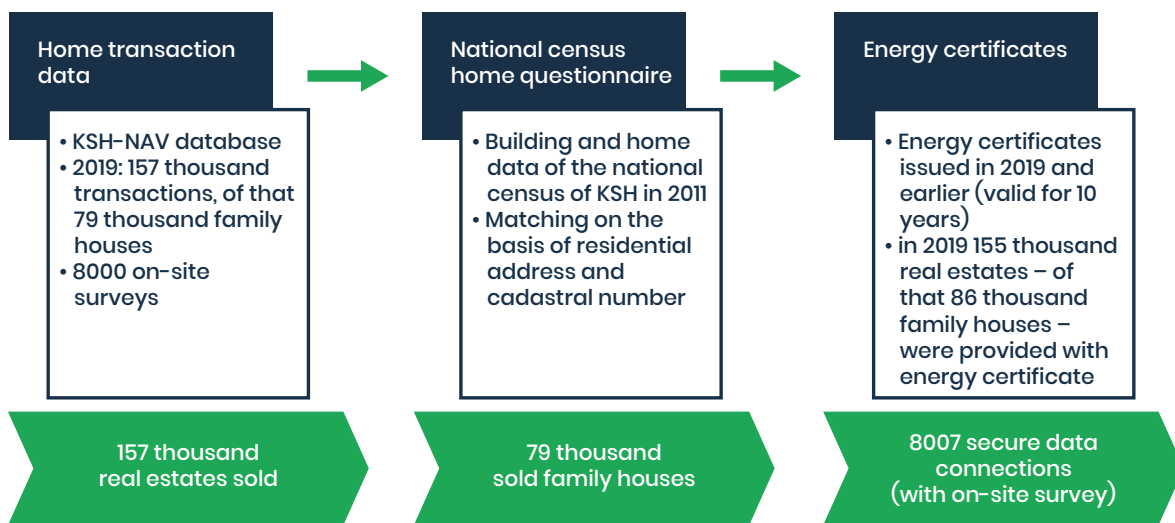 Home transaction
data
• KSH-NAV database
• 2019: 157 thousand
transactions, of that
79 thousand family
houses
• 8000 on-site
surveys
157 thousand
real estates sold
National census
home questionnaire
• Building and home
data of the national
census of KSH in 2011
• Matching on the
basis of residential
address and
cadastral number
79 thousand
sold family houses
Energy certificates
• Energy certificates
issued in 2019 and
earlier (valid for 10
years)
• in 2019 155 thousand
real estates – of
that 86 thousand
family houses –
were provided with
energy certificate
8007 secure data
connections
(with on-site survey)